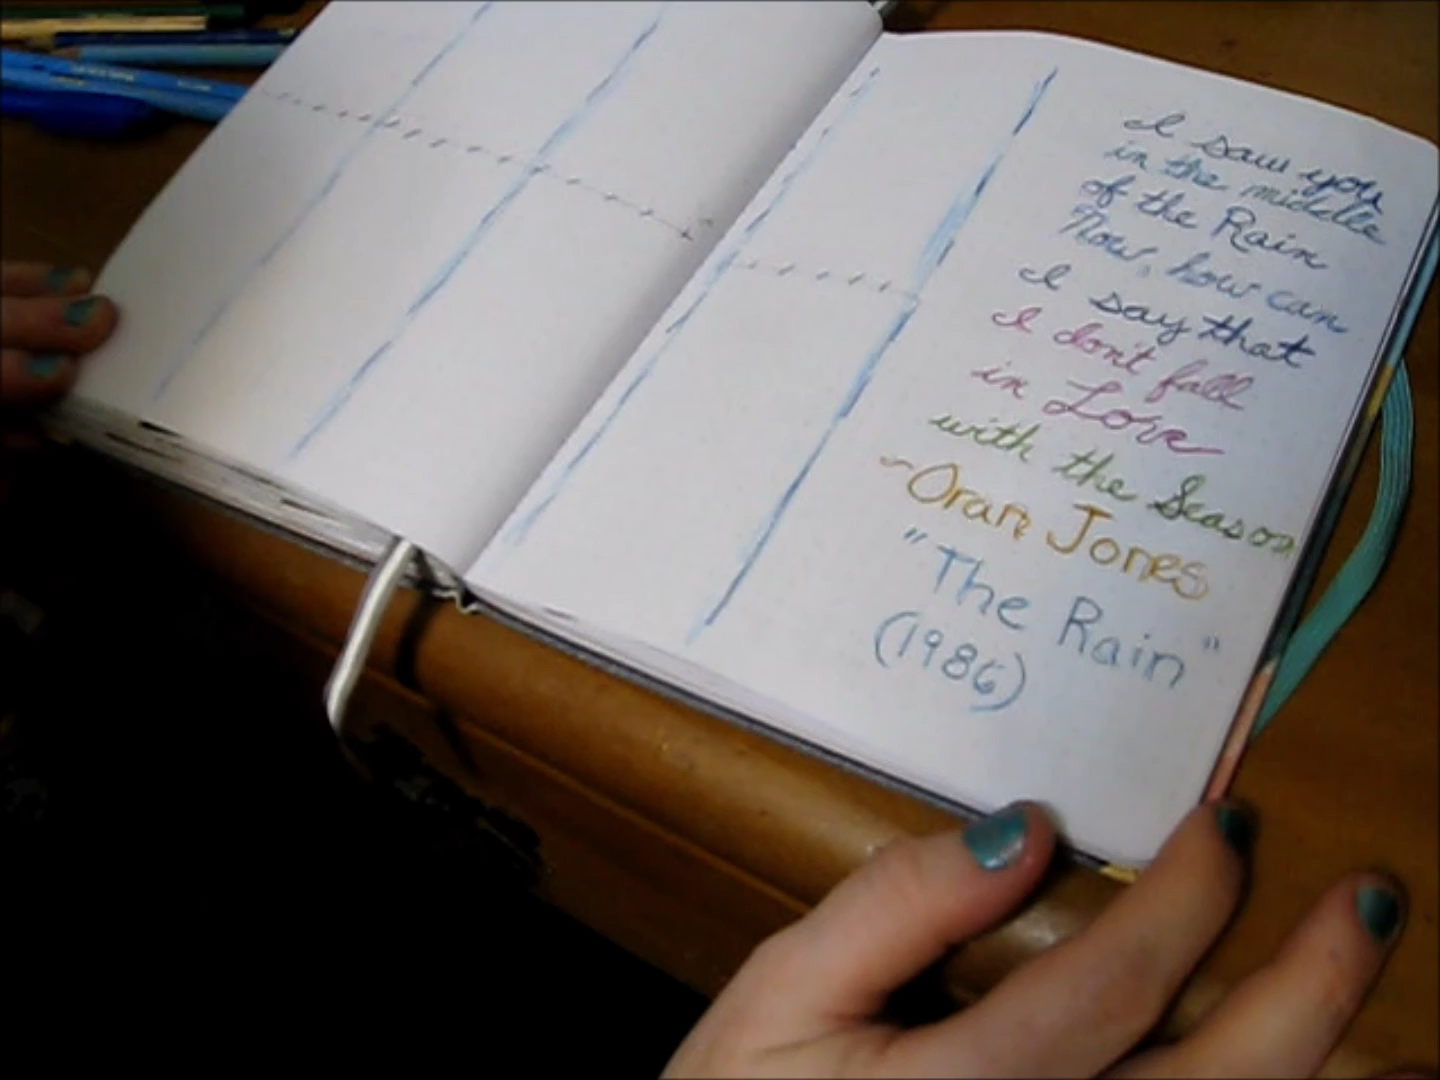 I saw you
in the middle
of the Rain
Now, how can
I say that
I don't fall
in Love
with the Season
~Oran Jones
"The Rain"
(1986)